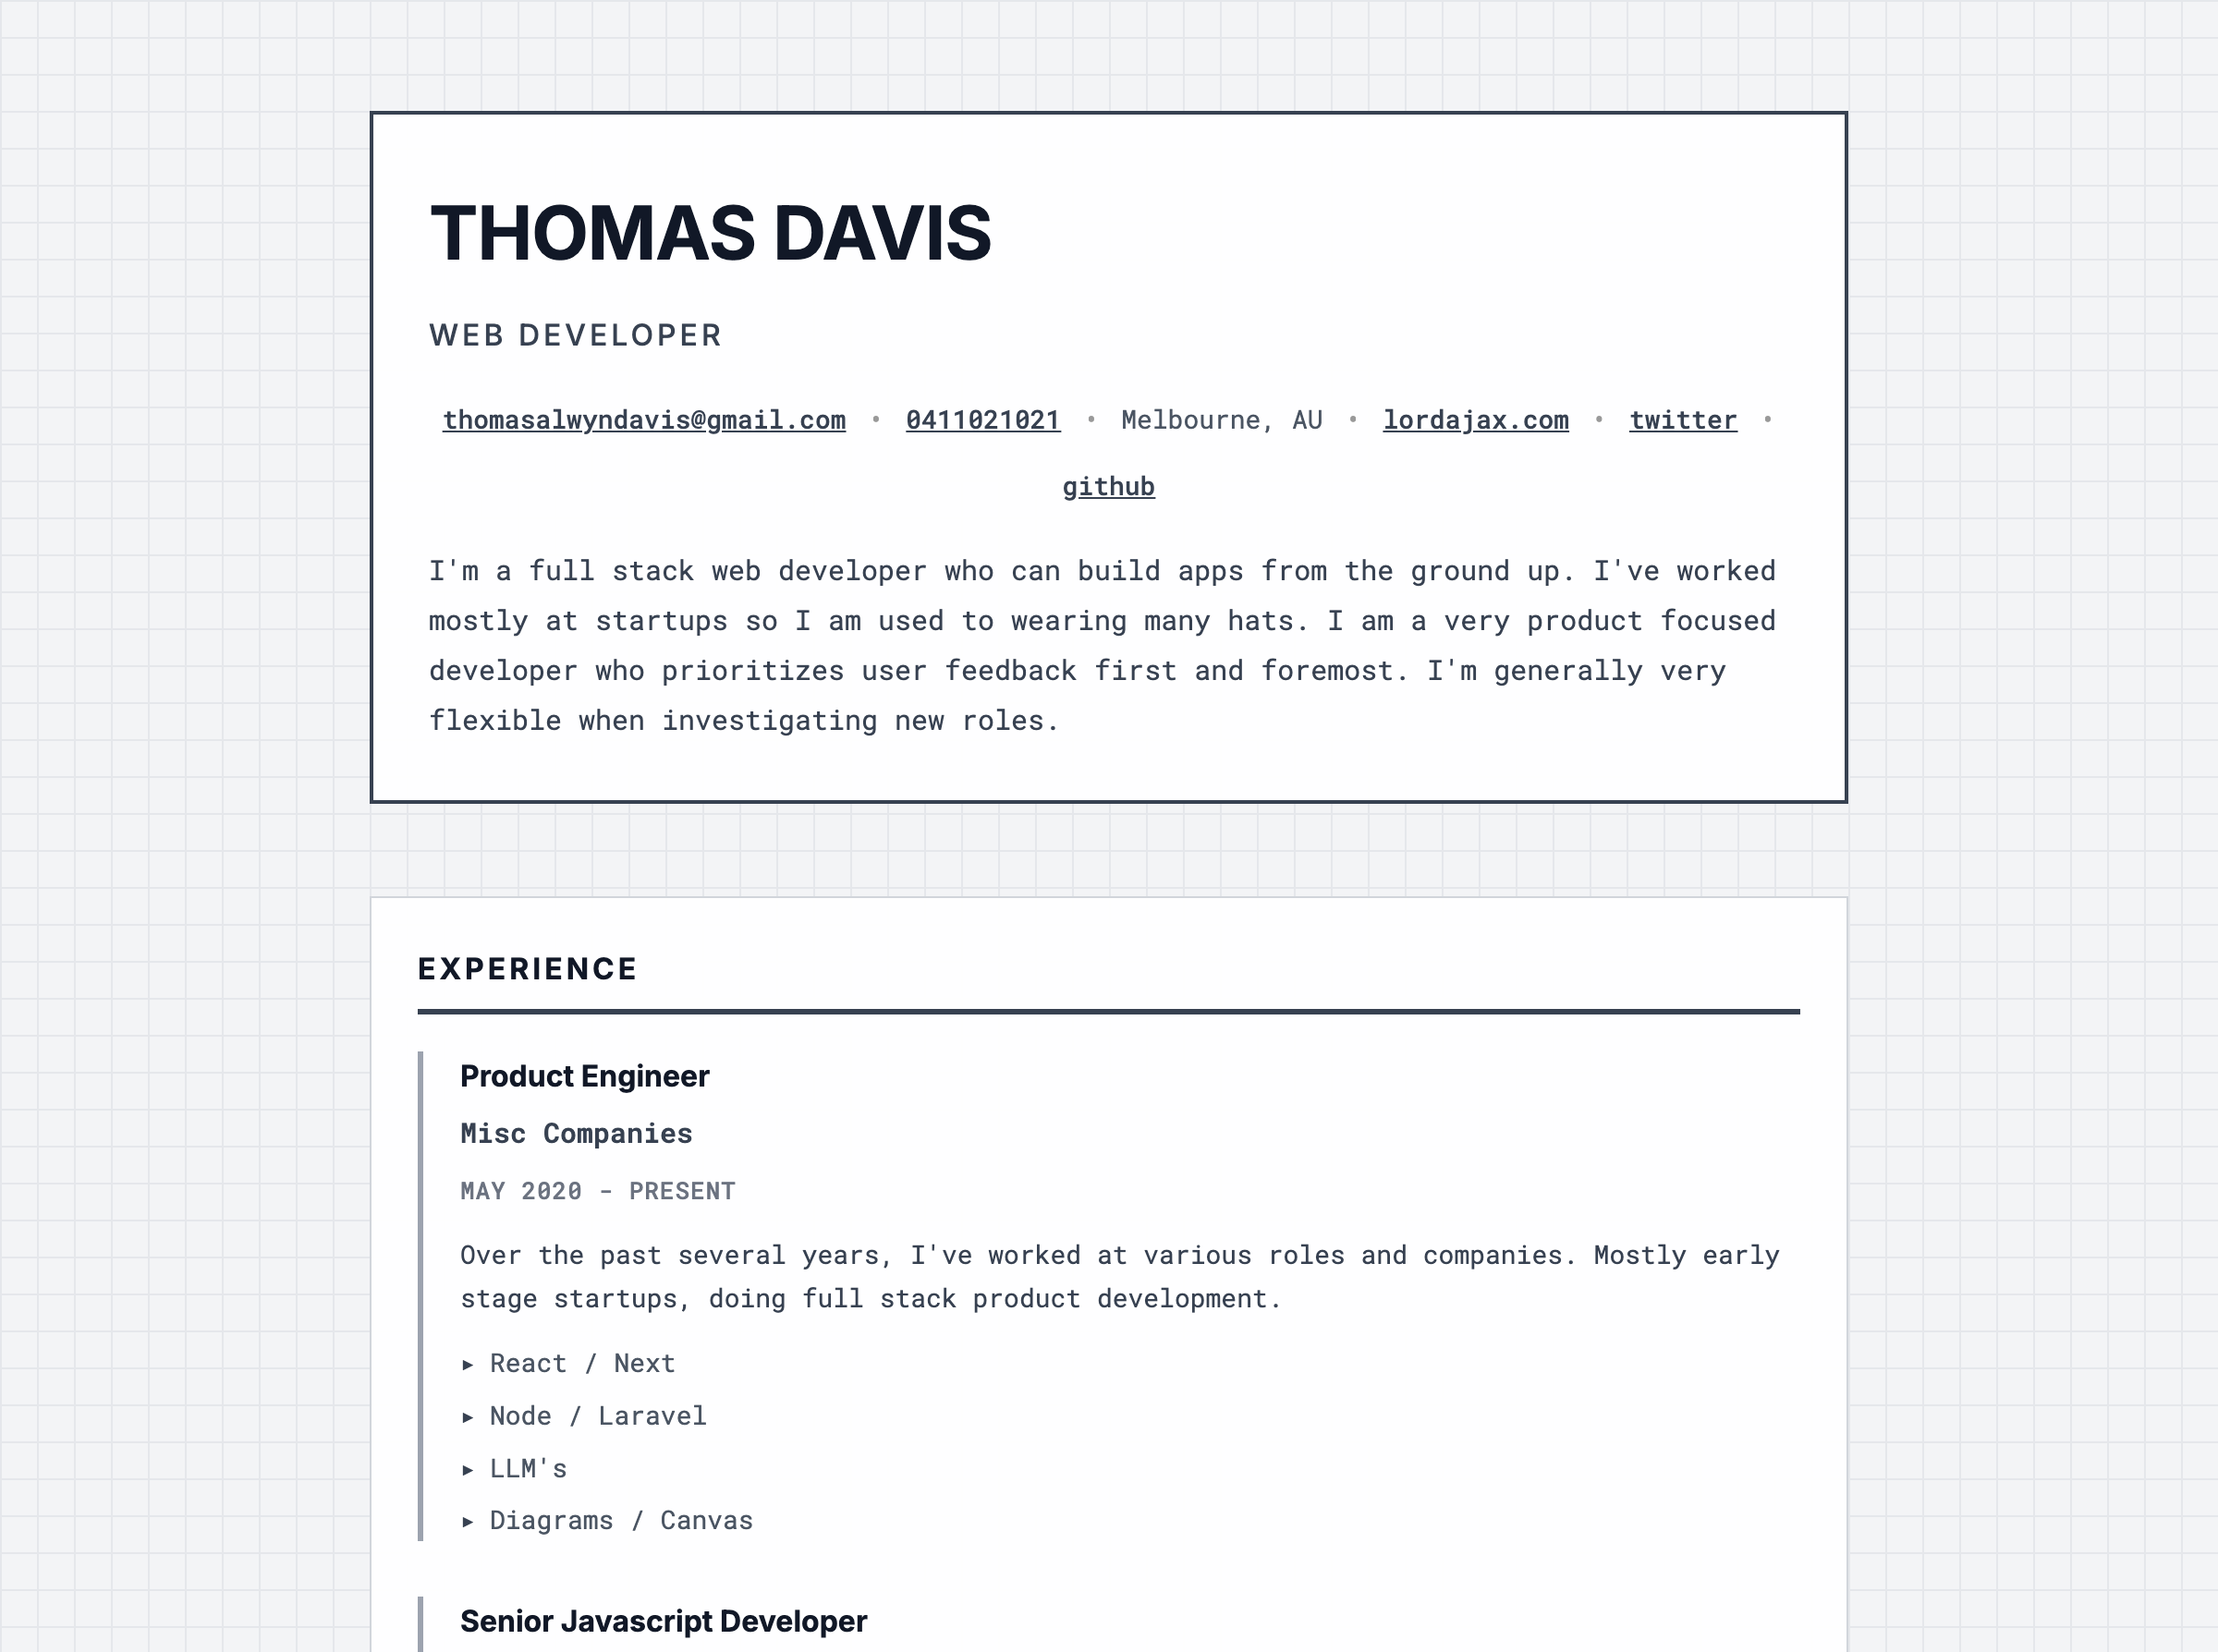 THOMAS DAVIS
WEB DEVELOPER
thomasalwyndavis@gmail.com • 0411021021 • Melbourne, AU • lordajax.com • twitter •
github
I'm a full stack web developer who can build apps from the ground up. I've worked
mostly at startups so I am used to wearing many hats. I am a very product focused
developer who prioritizes user feedback first and foremost. I'm generally very
flexible when investigating new roles.
EXPERIENCE
Product Engineer
Misc Companies
MAY 2020 - PRESENT
Over the past several years, I've worked at various roles and companies. Mostly early
stage startups, doing full stack product development.
▸ React / Next
▸ Node / Laravel
▸ LLM's
▸ Diagrams / Canvas
Senior Javascript Developer